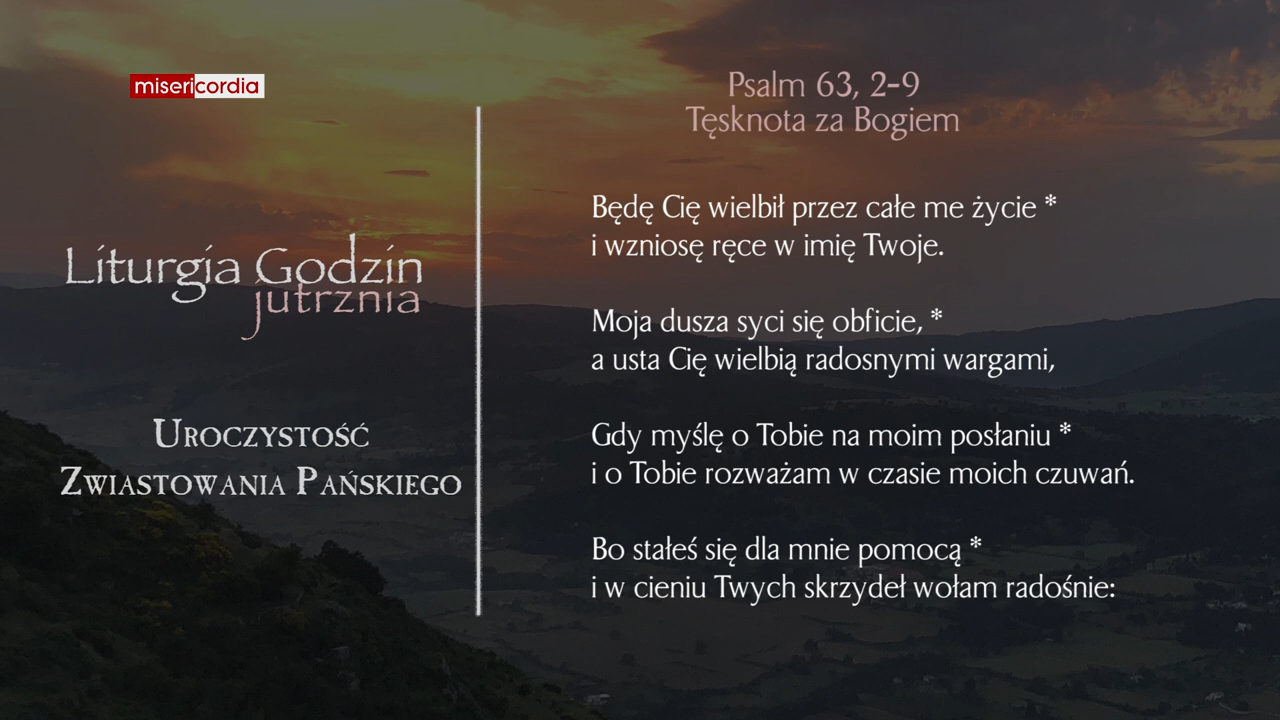 misericordia
Liturgia Godzin
jutrznia
Uroczystość
Zwiastowania Pańskiego
Psalm 63, 2-9
Tęsknota za Bogiem
Będę Cię wielbił przez całe me życie *
i wzniosę ręce w imię Twoje.
Moja dusza syci się obficie, *
a usta Cię wielbią radosnymi wargami,
Gdy myślę o Tobie na moim posłaniu *
i o Tobie rozważam w czasie moich czuwań.
Bo stałeś się dla mnie pomocą *
i w cieniu Twych skrzydeł wołam radośnie: